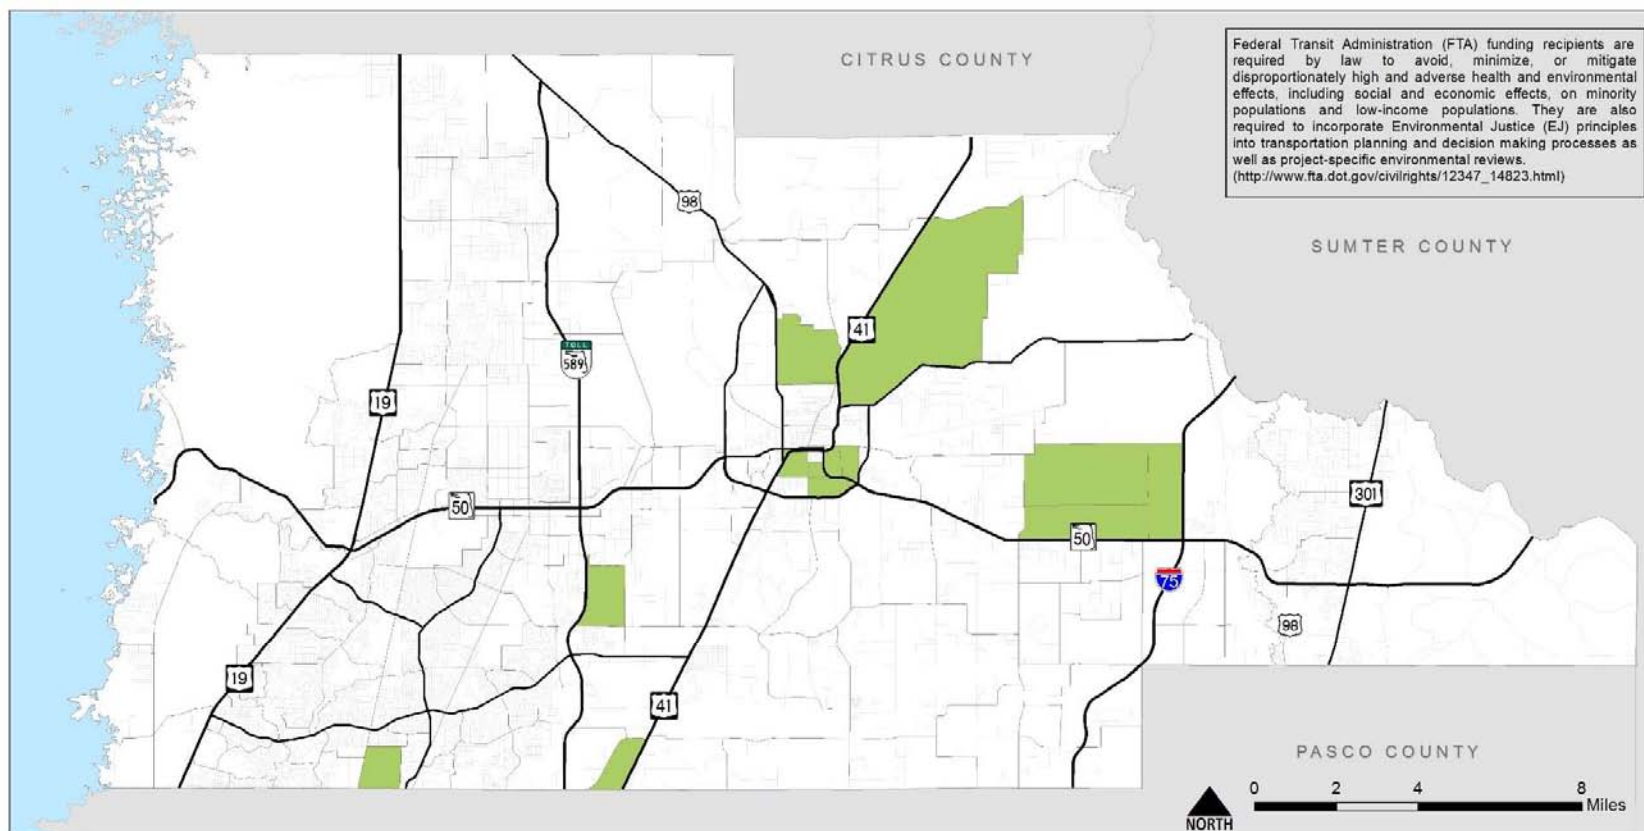 CITRUS COUNTY
Federal Transit Administration (FTA) funding recipients are
required by law to avoid, minimize, or mitigate
disproportionately high and adverse health and environmental
effects, including social and economic effects, on minority
populations and low-income populations. They are also
required to incorporate Environmental Justice (EJ) principles
into transportation planning and decision making processes as
well as project-specific environmental reviews.
(http://www.fta.dot.gov/civilrights/12347_14823.html)
98
SUMTER COUNTY
41
TOLL
589
19
50
301
50
75
98
19
41
PASCO COUNTY
0 2 4 8
Miles
NORTH